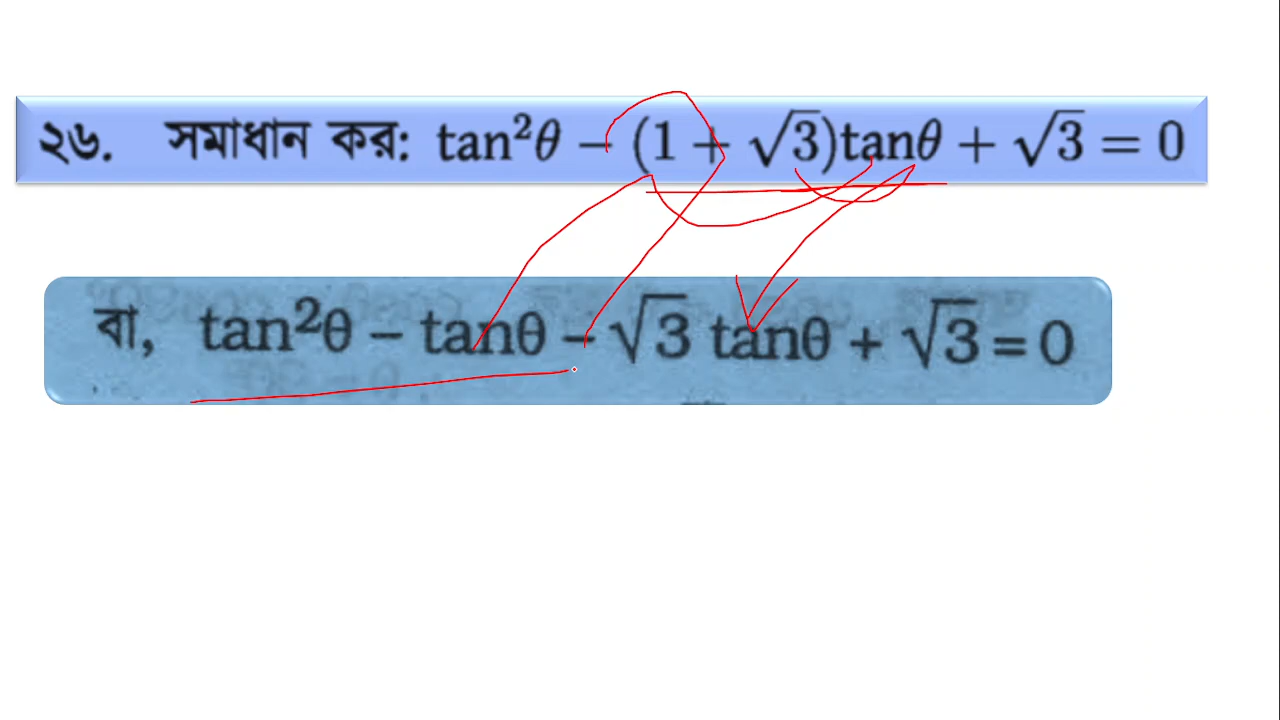 ২৬. সমাধান কর: tan²θ − (1 + √3)tanθ + √3 = 0
বা, tan²θ − tanθ − √3 tanθ + √3 = 0